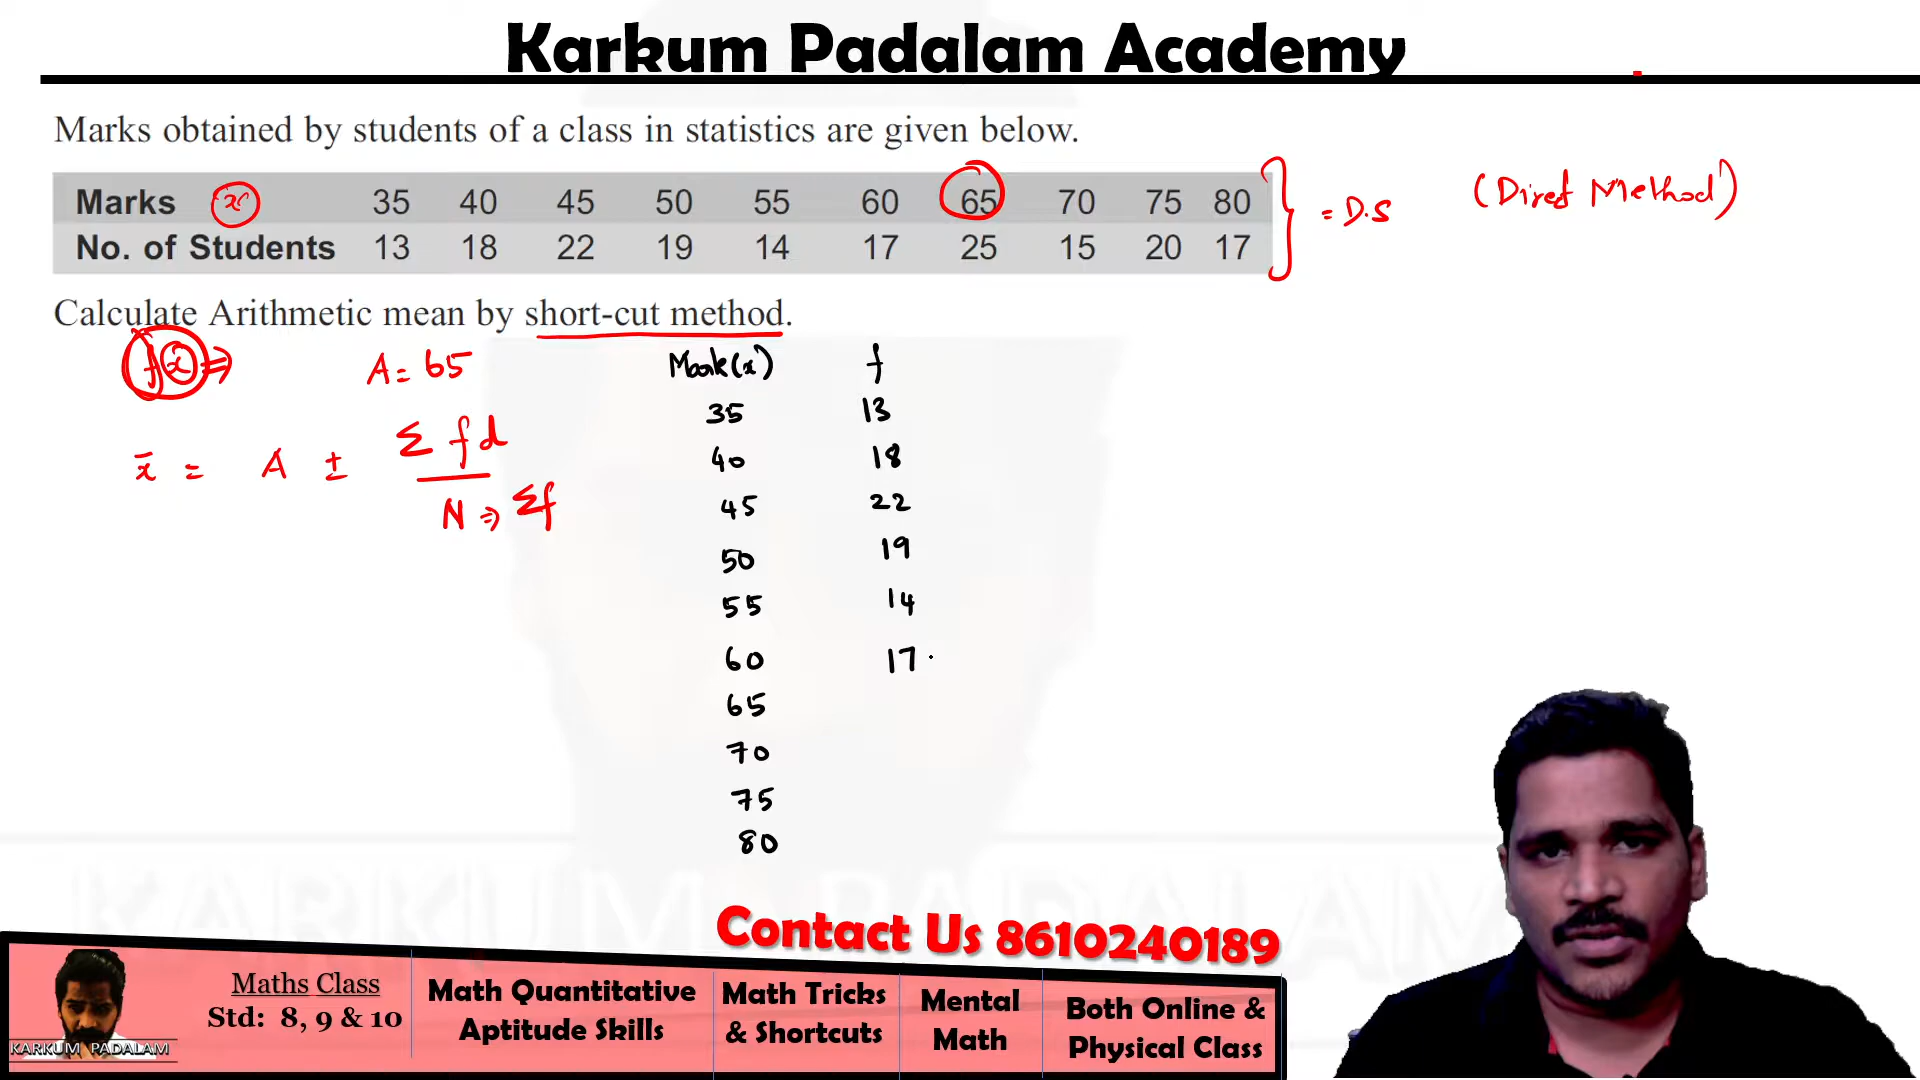 Karkum Padalam Academy
Marks obtained by students of a class in statistics are given below.
Marks x 35 40 45 50 55 60 65 70 75 80
No. of Students 13 18 22 19 14 17 25 15 20 17
= D.S
(Diret Method)
Calculate Arithmetic mean by short-cut method.
fx ⇒
A = 65
x̄ = A ± Σfd
N ⇒ Σf
Mark(x) f
35 13
40 18
45 22
50 19
55 14
60 17
65
70
75
80
KARKUM PADALAM
Contact Us 8610240189
KARKUM PADALAM
Maths Class
Std: 8, 9 & 10
Math Quantitative
Aptitude Skills
Math Tricks
& Shortcuts
Mental
Math
Both Online &
Physical Class